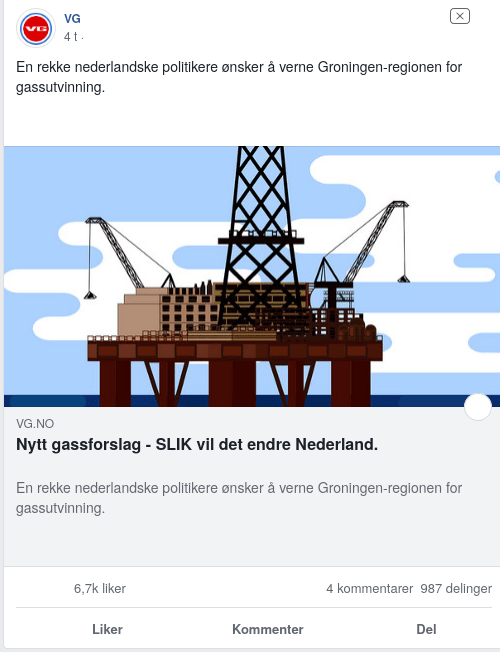 VG
VG
4 t ·
En rekke nederlandske politikere ønsker å verne Groningen-regionen for
gassutvinning.
VG.NO
Nytt gassforslag - SLIK vil det endre Nederland.
En rekke nederlandske politikere ønsker å verne Groningen-regionen for
gassutvinning.
6,7k liker 4 kommentarer 987 delinger
Liker Kommenter Del